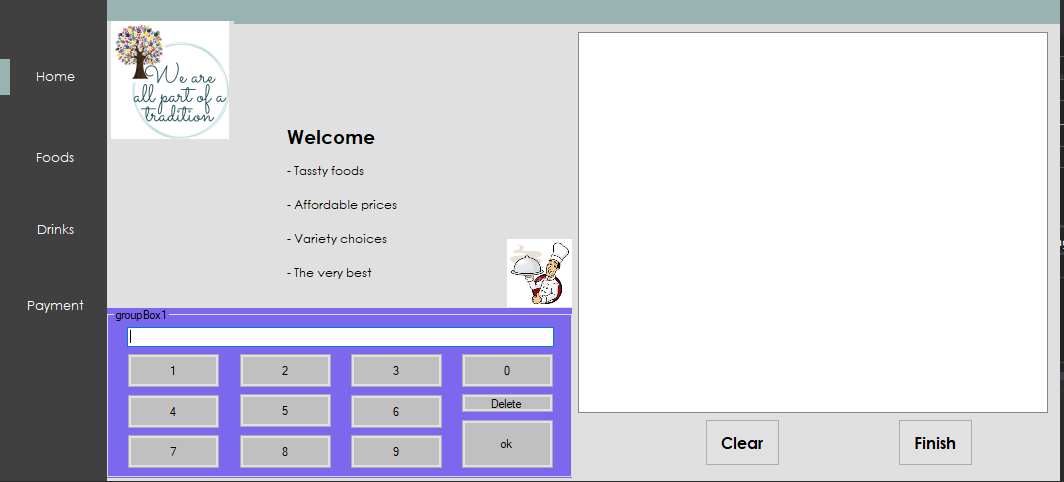 Home
Foods
Drinks
Payment
We are
all part of a
tradition
Welcome
- Tassty foods
- Affordable prices
- Variety choices
- The very best
groupBox1
1
2
3
0
4
5
6
Delete
7
8
9
ok
Clear
Finish